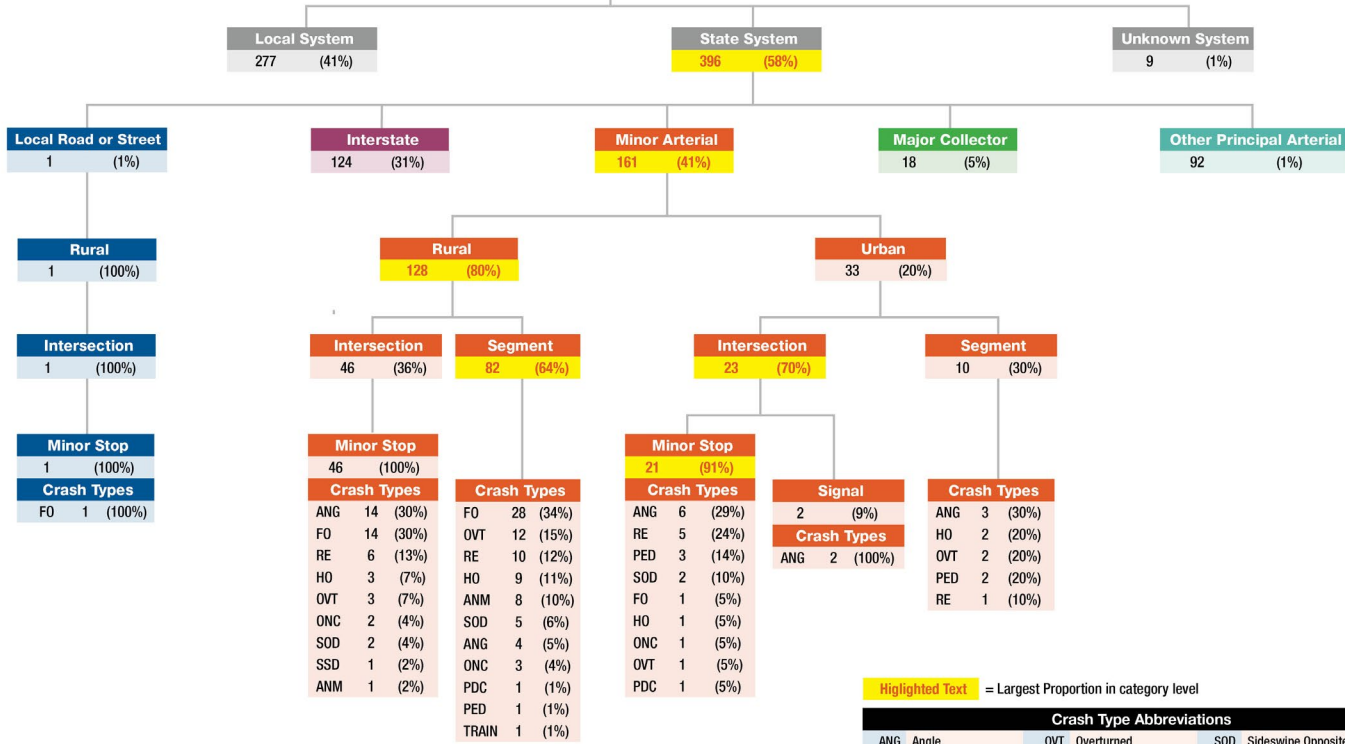 Local System
277 (41%)
State System
396 (58%)
Unknown System
9 (1%)
Local Road or Street
1 (1%)
Interstate
124 (31%)
Minor Arterial
161 (41%)
Major Collector
18 (5%)
Other Principal Arterial
92 (1%)
Rural
1 (100%)
Rural
128 (80%)
Urban
33 (20%)
Intersection
1 (100%)
Intersection
46 (36%)
Segment
82 (64%)
Intersection
23 (70%)
Segment
10 (30%)
Minor Stop
1 (100%)
Crash Types
FO 1 (100%)
Minor Stop
46 (100%)
Crash Types
ANG 14 (30%)
FO 14 (30%)
RE 6 (13%)
HO 3 (7%)
OVT 3 (7%)
ONC 2 (4%)
SOD 2 (4%)
SSD 1 (2%)
ANM 1 (2%)
Crash Types
FO 28 (34%)
OVT 12 (15%)
RE 10 (12%)
HO 9 (11%)
ANM 8 (10%)
SOD 5 (6%)
ANG 4 (5%)
ONC 3 (4%)
PDC 1 (1%)
PED 1 (1%)
TRAIN 1 (1%)
Minor Stop
21 (91%)
Crash Types
ANG 6 (29%)
RE 5 (24%)
PED 3 (14%)
SOD 2 (10%)
FO 1 (5%)
HO 1 (5%)
ONC 1 (5%)
OVT 1 (5%)
PDC 1 (5%)
Signal
2 (9%)
Crash Types
ANG 2 (100%)
Crash Types
ANG 3 (30%)
HO 2 (20%)
OVT 2 (20%)
PED 2 (20%)
RE 1 (10%)
Higlighted Text = Largest Proportion in category level
Crash Type Abbreviations
ANG Angle OVT Overturned SOD Sideswipe Opposite